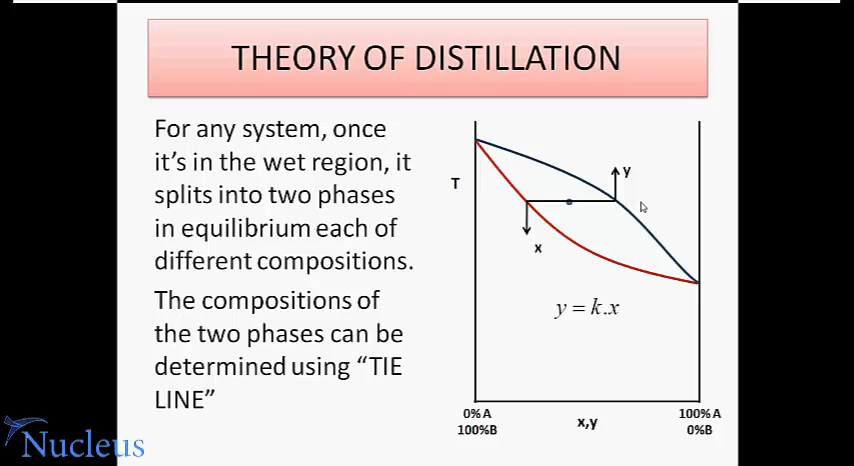 THEORY OF DISTILLATION
For any system, once
it's in the wet region, it
splits into two phases
in equilibrium each of
different compositions.
The compositions of
the two phases can be
determined using “TIE
LINE”
T
y
x
y = k.x
0%A
100%B
x,y
100%A
0%B
Nucleus